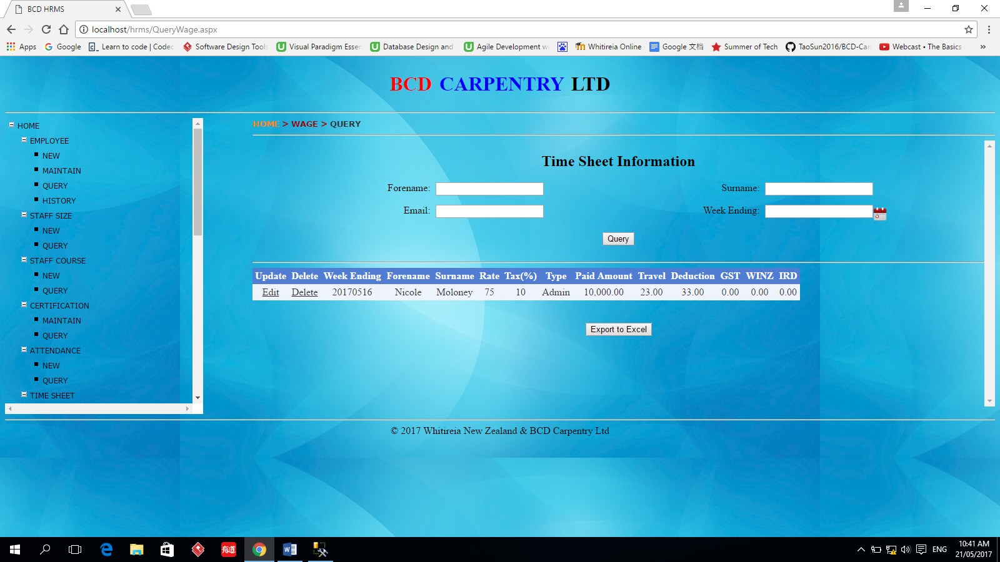 BCD HRMS
localhost/hrms/QueryWage.aspx
Apps Google Learn to code | Codec Software Design Tools Visual Paradigm Essen Database Design and Agile Development w Whitireia Online Google 文档 Summer of Tech TaoSun2016/BCD-Car Webcast • The Basics »
BCD CARPENTRY LTD
HOME
EMPLOYEE
NEW
MAINTAIN
QUERY
HISTORY
STAFF SIZE
NEW
QUERY
STAFF COURSE
NEW
QUERY
CERTIFICATION
MAINTAIN
QUERY
ATTENDANCE
NEW
QUERY
TIME SHEET
HOME > WAGE > QUERY
Time Sheet Information
Forename: Surname:
Email: Week Ending:
Query
Update Delete Week Ending Forename Surname Rate Tax(%) Type Paid Amount Travel Deduction GST WINZ IRD
Edit Delete 20170516 Nicole Moloney 75 10 Admin 10,000.00 23.00 33.00 0.00 0.00 0.00
Export to Excel
© 2017 Whitireia New Zealand & BCD Carpentry Ltd
有道
ENG
10:41 AM
21/05/2017